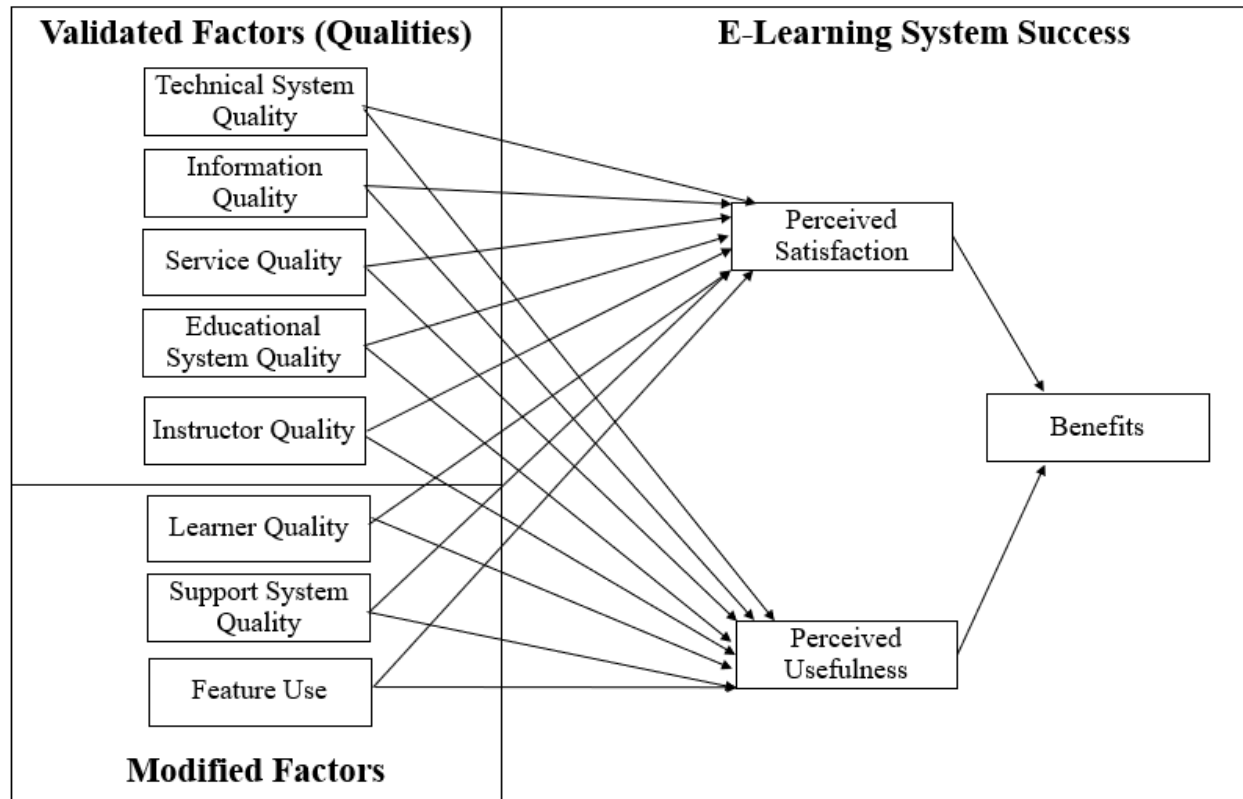 Validated Factors (Qualities)
Technical System
Quality
Information
Quality
Service Quality
Educational
System Quality
Instructor Quality
Learner Quality
Support System
Quality
Feature Use
Modified Factors
E-Learning System Success
Perceived
Satisfaction
Benefits
Perceived
Usefulness